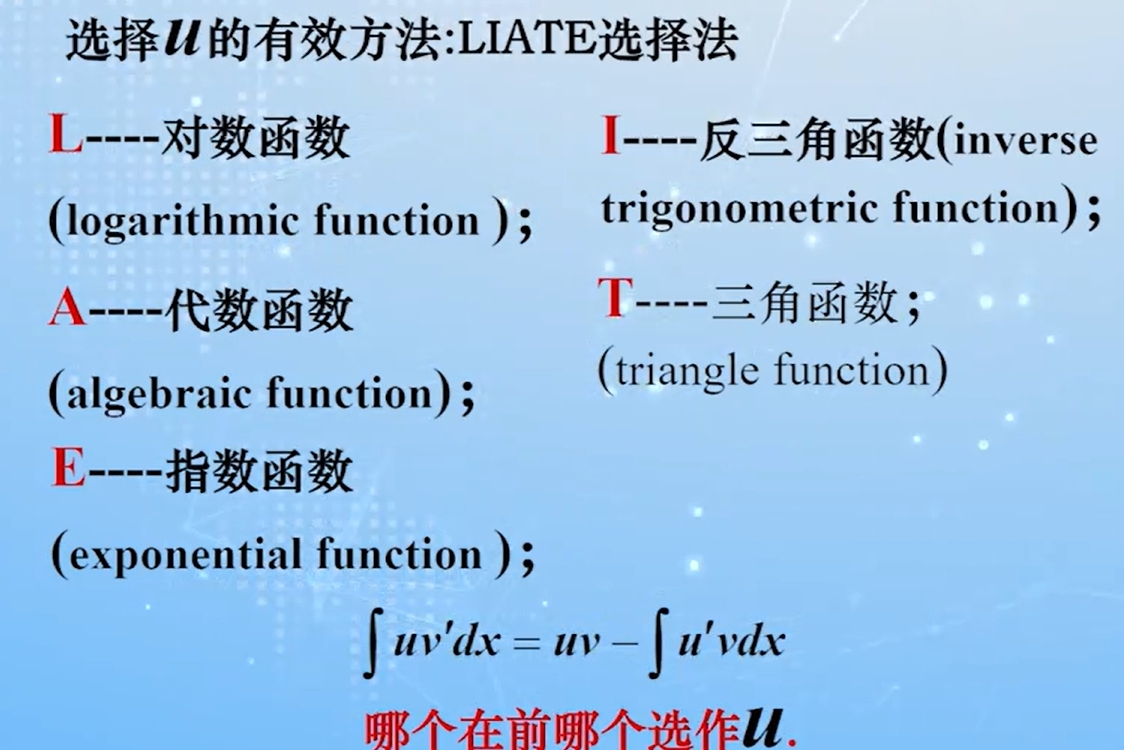 选择u的有效方法:LIATE选择法
L----对数函数
(logarithmic function )；
I----反三角函数(inverse
trigonometric function)；
A----代数函数
(algebraic function)；
T----三角函数；
(triangle function)
E----指数函数
(exponential function )；
∫uv'dx = uv − ∫u'vdx
哪个在前哪个选作u.